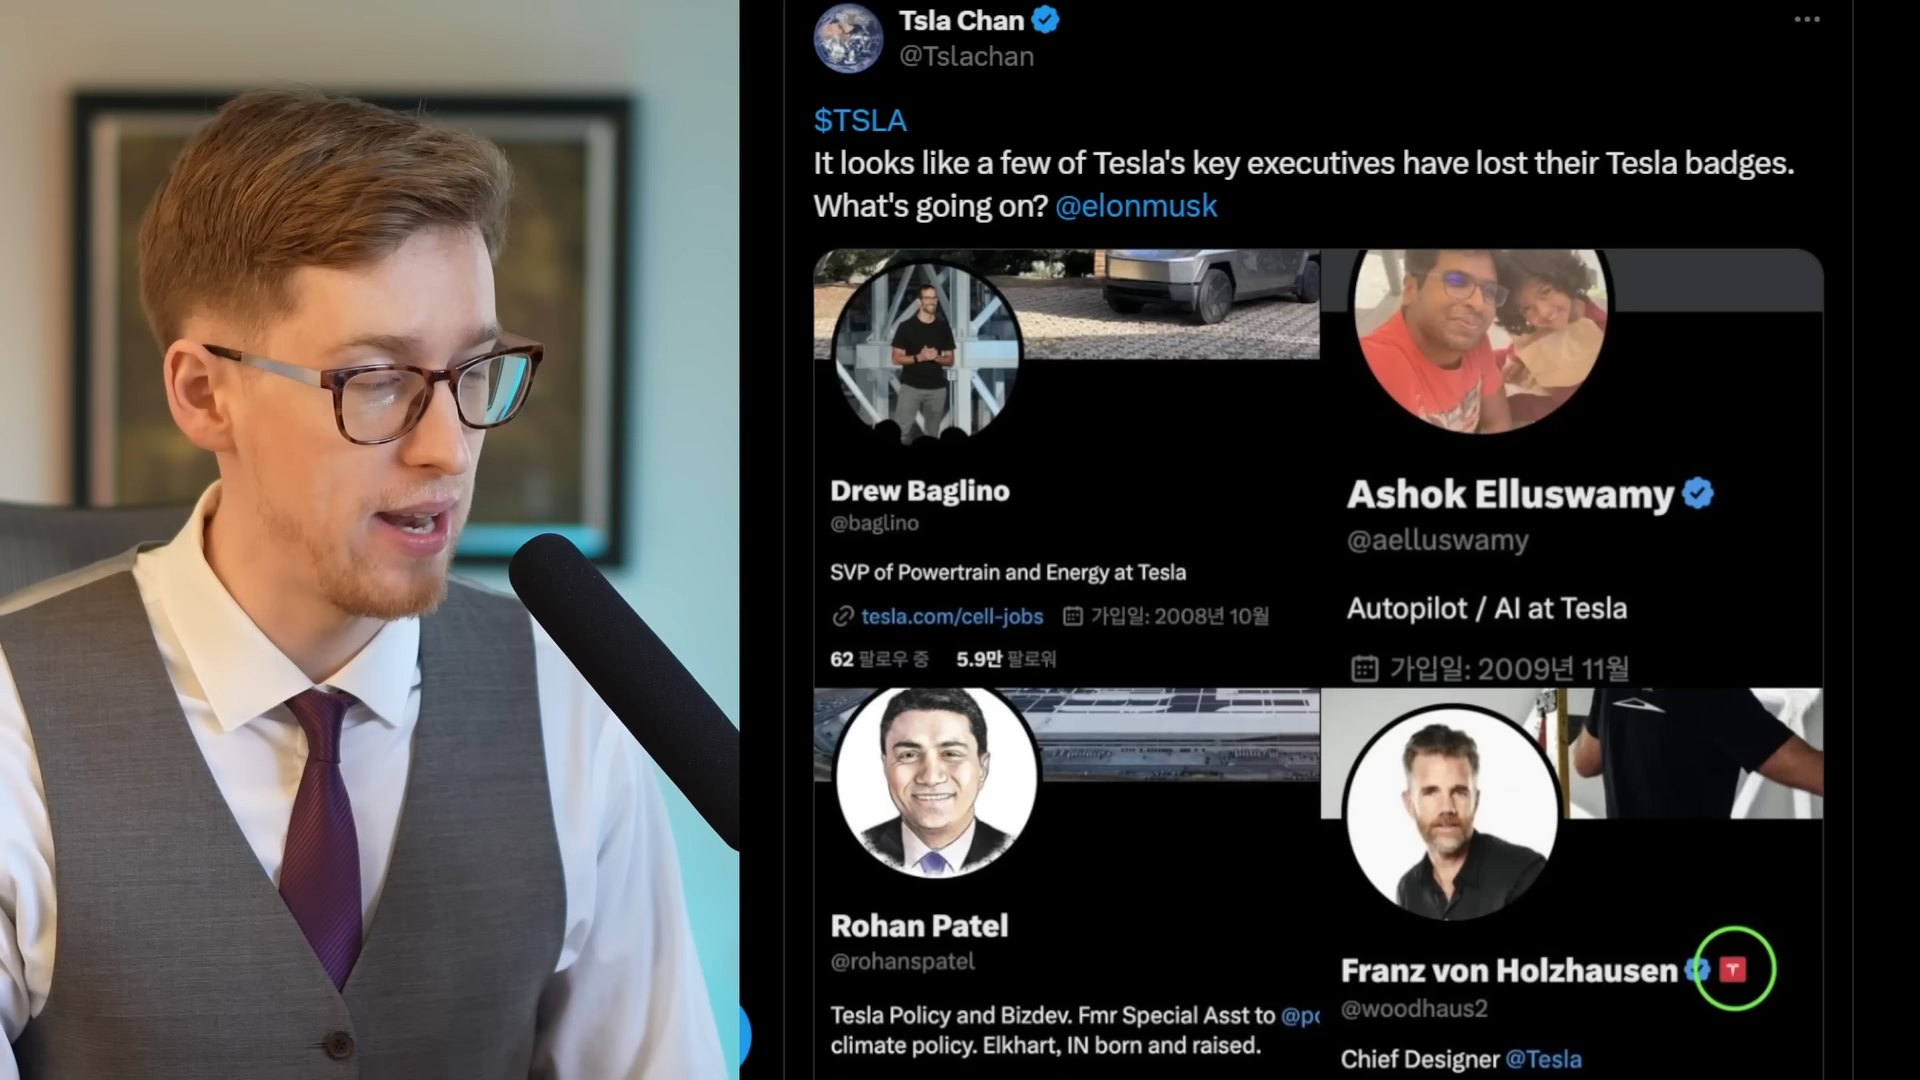 Tsla Chan
@Tslachan
$TSLA
It looks like a few of Tesla's key executives have lost their Tesla badges.
What's going on? @elonmusk
Drew Baglino
@baglino
SVP of Powertrain and Energy at Tesla
tesla.com/cell-jobs 가입일: 2008년 10월
62 팔로우 중 5.9만 팔로워
Ashok Elluswamy
@aelluswamy
Autopilot / AI at Tesla
가입일: 2009년 11월
Rohan Patel
@rohanspatel
Tesla Policy and Bizdev. Fmr Special Asst to @po
climate policy. Elkhart, IN born and raised.
Franz von Holzhausen
@woodhaus2
Chief Designer @Tesla